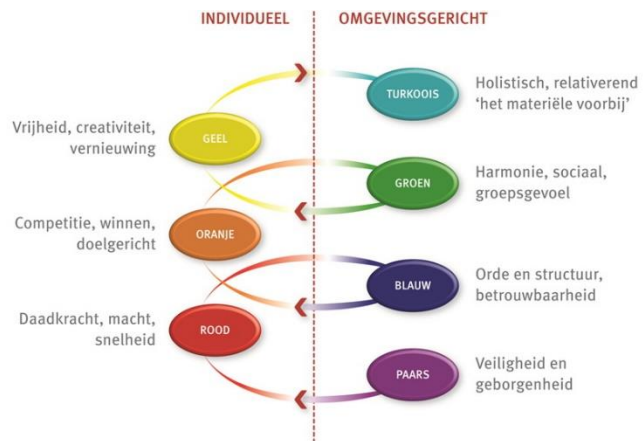 INDIVIDUEEL
OMGEVINGSGERICHT
TURKOOIS
Holistisch, relativerend
‘het materiële voorbij’
Vrijheid, creativiteit,
vernieuwing
GEEL
GROEN
Harmonie, sociaal,
groepsgevoel
Competitie, winnen,
doelgericht
ORANJE
BLAUW
Orde en structuur,
betrouwbaarheid
Daadkracht, macht,
snelheid
ROOD
PAARS
Veiligheid en
geborgenheid